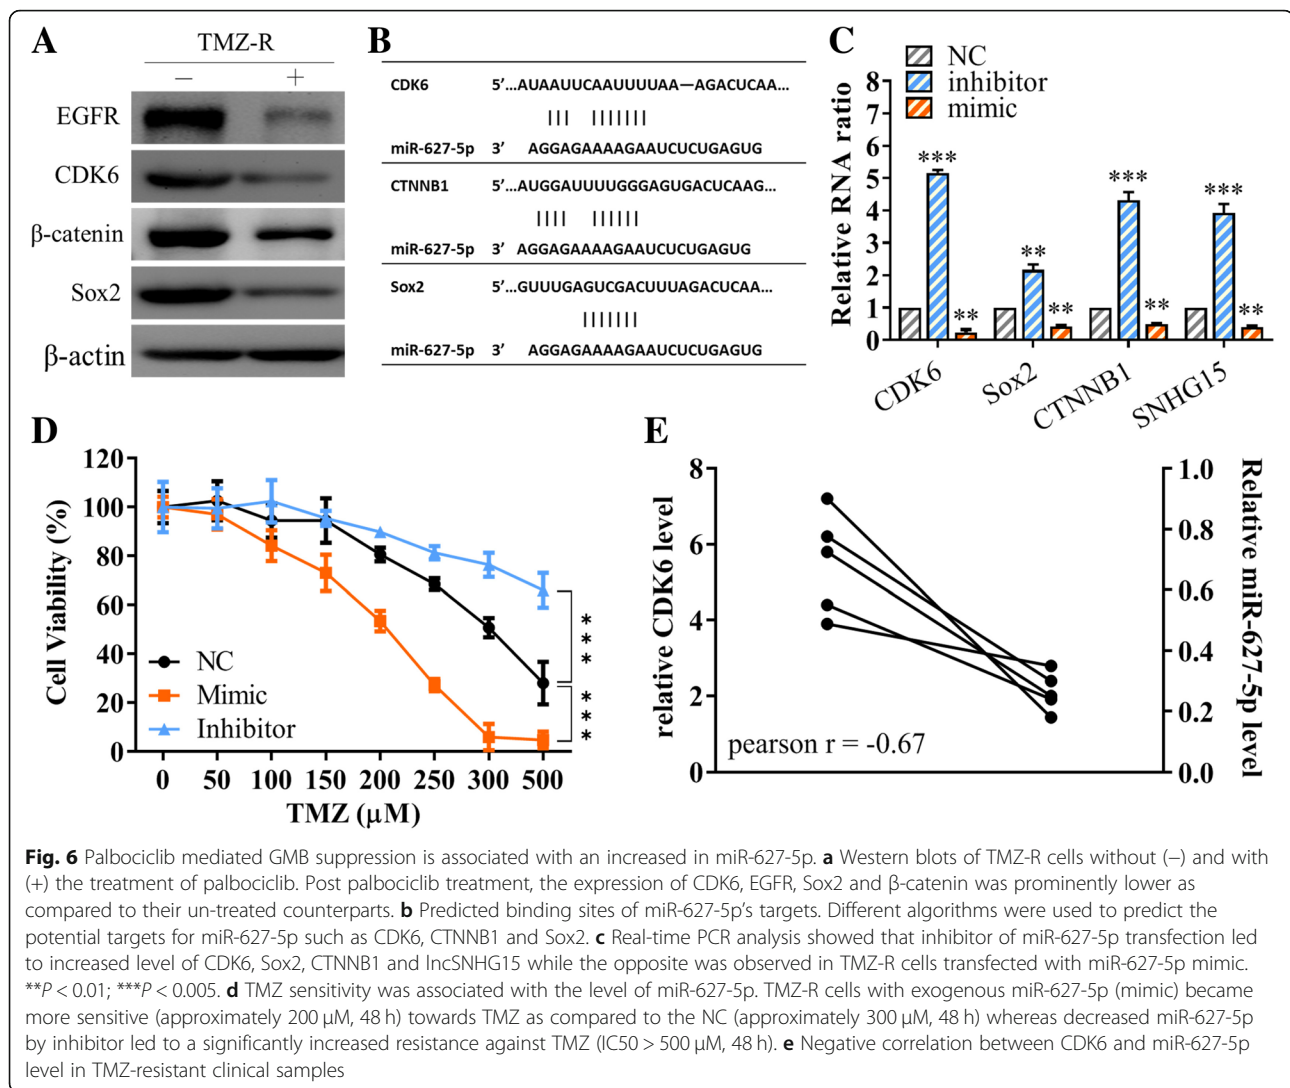 A
TMZ-R
– +
EGFR
CDK6
β-catenin
Sox2
β-actin
B
CDK6 5’...AUAAUUCAAUUUUAA—AGACUCAA...
miR-627-5p 3’ AGGAGAAAAGAAUCUCUGAGUG
CTNNB1 5’...AUGGAUUUUGGGAGUGACUCAAG...
miR-627-5p 3’ AGGAGAAAAGAAUCUCUGAGUG
Sox2 5’...GUUUGAGUCGACUUUAGACUCAA...
miR-627-5p 3’ AGGAGAAAAGAAUCUCUGAGUG
C
NC
inhibitor
mimic
Relative RNA ratio
8
7
6
5
4
3
2
1
0
*** ** ** ** *** ** *** **
CDK6 Sox2 CTNNB1 SNHG15
D
Cell Viability (%)
120
100
80
60
40
20
0
NC
Mimic
Inhibitor
***
***
0 50 100 150 200 250 300 500
TMZ (µM)
E
relative CDK6 level
8
6
4
2
0
pearson r = -0.67
1.0
0.8
0.6
0.4
0.2
0.0
Relative miR-627-5p level
Fig. 6 Palbociclib mediated GMB suppression is associated with an increased in miR-627-5p. a Western blots of TMZ-R cells without (−) and with
(+) the treatment of palbociclib. Post palbociclib treatment, the expression of CDK6, EGFR, Sox2 and β-catenin was prominently lower as
compared to their un-treated counterparts. b Predicted binding sites of miR-627-5p’s targets. Different algorithms were used to predict the
potential targets for miR-627-5p such as CDK6, CTNNB1 and Sox2. c Real-time PCR analysis showed that inhibitor of miR-627-5p transfection led
to increased level of CDK6, Sox2, CTNNB1 and lncSNHG15 while the opposite was observed in TMZ-R cells transfected with miR-627-5p mimic.
**P < 0.01; ***P < 0.005. d TMZ sensitivity was associated with the level of miR-627-5p. TMZ-R cells with exogenous miR-627-5p (mimic) became
more sensitive (approximately 200 µM, 48 h) towards TMZ as compared to the NC (approximately 300 µM, 48 h) whereas decreased miR-627-5p
by inhibitor led to a significantly increased resistance against TMZ (IC50 > 500 µM, 48 h). e Negative correlation between CDK6 and miR-627-5p
level in TMZ-resistant clinical samples